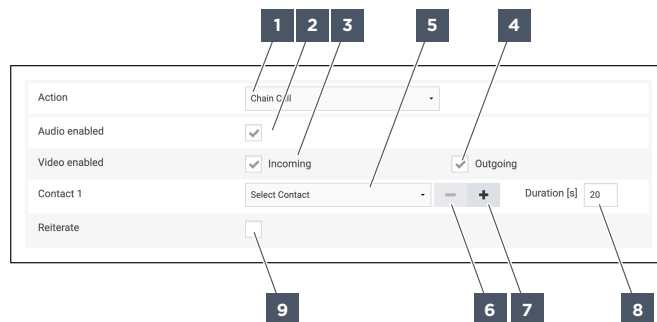 1 2 3 5 4
Action Chain Call
Audio enabled
Video enabled Incoming Outgoing
Contact 1 Select Contact Duration [s] 20
Reiterate
9 6 7 8